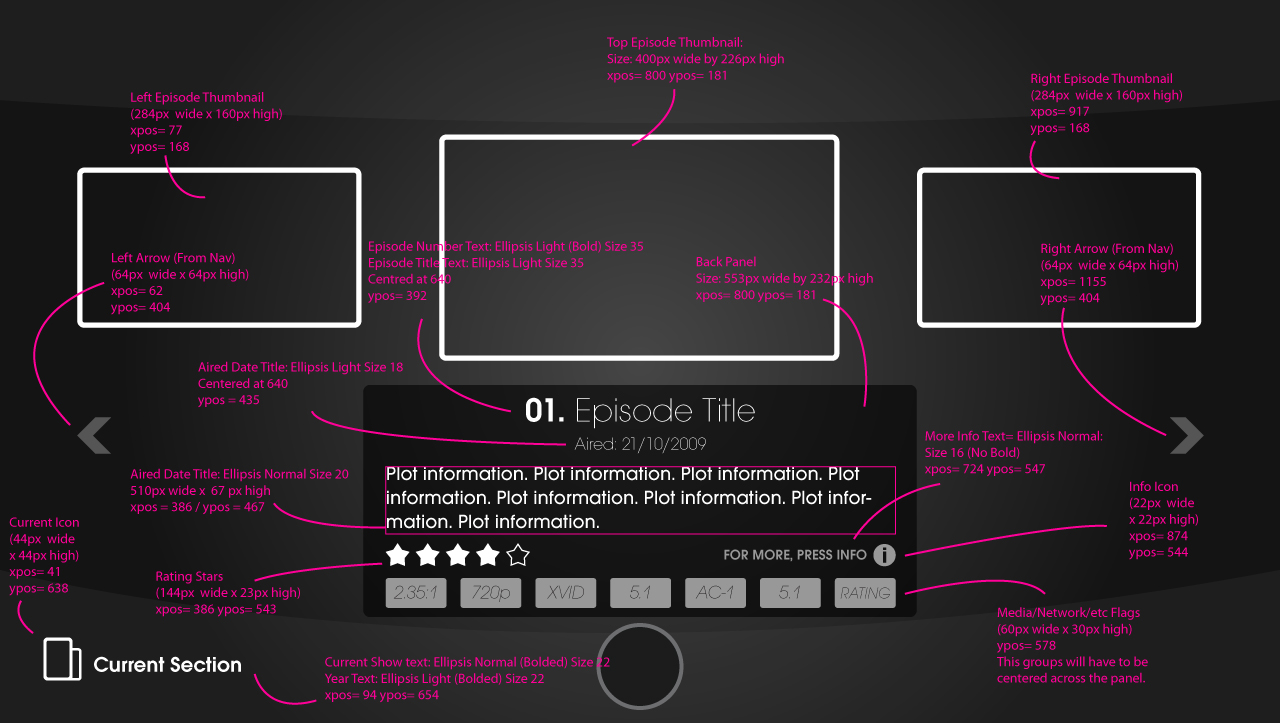 Top Episode Thumbnail:
Size: 400px wide by 226px high
xpos= 800 ypos= 181
Left Episode Thumbnail
(284px wide x 160px high)
xpos= 77
ypos= 168
Right Episode Thumbnail
(284px wide x 160px high)
xpos= 917
ypos= 168
Left Arrow (From Nav)
(64px wide x 64px high)
xpos= 62
ypos= 404
Episode Number Text: Ellipsis Light (Bold) Size 35
Episode Title Text: Ellipsis Light Size 35
Centred at 640
ypos= 392
Back Panel
Size: 553px wide by 232px high
xpos= 800 ypos= 181
Right Arrow (From Nav)
(64px wide x 64px high)
xpos= 1155
ypos= 404
Aired Date Title: Ellipsis Light Size 18
Centered at 640
ypos = 435
01. Episode Title
Aired: 21/10/2009
Plot information. Plot information. Plot information. Plot
information. Plot information. Plot information. Plot infor-
mation. Plot information.
Aired Date Title: Ellipsis Normal Size 20
510px wide x 67 px high
xpos = 386 / ypos = 467
More Info Text= Ellipsis Normal:
Size 16 (No Bold)
xpos= 724 ypos= 547
Info Icon
(22px wide
x 22px high)
xpos= 874
ypos= 544
Current Icon
(44px wide
x 44px high)
xpos= 41
ypos= 638
FOR MORE, PRESS INFO i
Rating Stars
(144px wide x 23px high)
xpos= 386 ypos= 543
2.35:1 720p XVID 5.1 AC-1 5.1 RATING
Media/Network/etc Flags
(60px wide x 30px high)
ypos= 578
This groups will have to be
centered across the panel.
Current Section
Current Show text: Ellipsis Normal (Bolded) Size 22
Year Text: Ellipsis Light (Bolded) Size 22
xpos= 94 ypos= 654